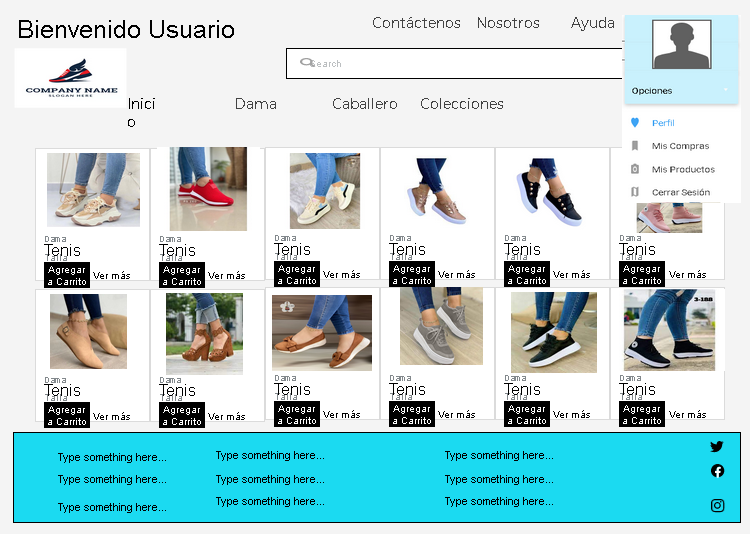 Bienvenido Usuario
Contáctenos Nosotros Ayuda
Search
COMPANY NAME
SLOGAN HERE
Opciones
Inici
o
Dama Caballero Colecciones
Perfil
Mis Compras
Mis Productos
Cerrar Sesión
Dama Dama Dama Dama Dama Dama
Tenis Tenis Tenis Tenis Tenis Tenis
Talla Talla Talla Talla Talla Talla
Agregar Agregar Agregar Agregar Agregar Agregar
a Carrito Ver más a Carrito Ver más a Carrito Ver más a Carrito Ver más a Carrito Ver más a Carrito Ver más
3-188
Dama Dama Dama Dama Dama Dama
Tenis Tenis Tenis Tenis Tenis Tenis
Talla Talla Talla Talla Talla Talla
Agregar Agregar Agregar Agregar Agregar Agregar
a Carrito Ver más a Carrito Ver más a Carrito Ver más a Carrito Ver más a Carrito Ver más a Carrito Ver más
Type something here... Type something here... Type something here...
Type something here... Type something here... Type something here...
Type something here... Type something here... Type something here...